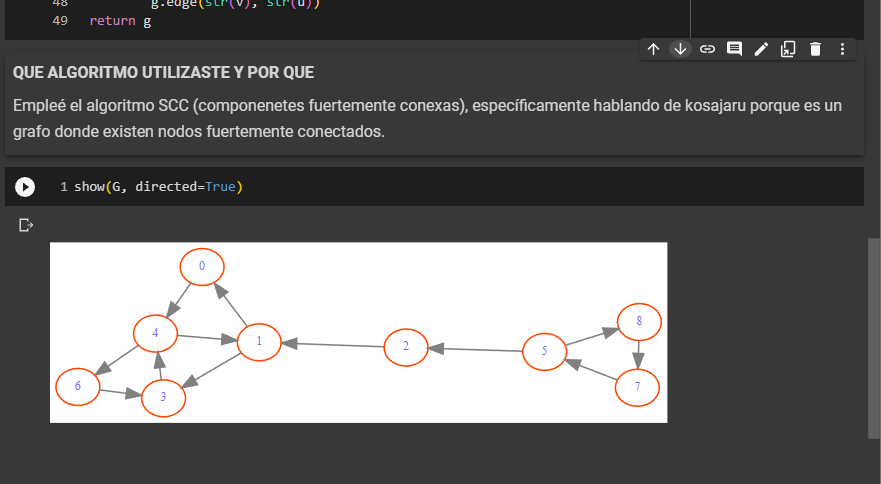 48 g.edge(str(v), str(u))
49 return g
QUE ALGORITMO UTILIZASTE Y POR QUE
Empleé el algoritmo SCC (componenetes fuertemente conexas), específicamente hablando de kosajaru porque es un
grafo donde existen nodos fuertemente conectados.
1 show(G, directed=True)
0
4
1
2
5
8
6
3
7